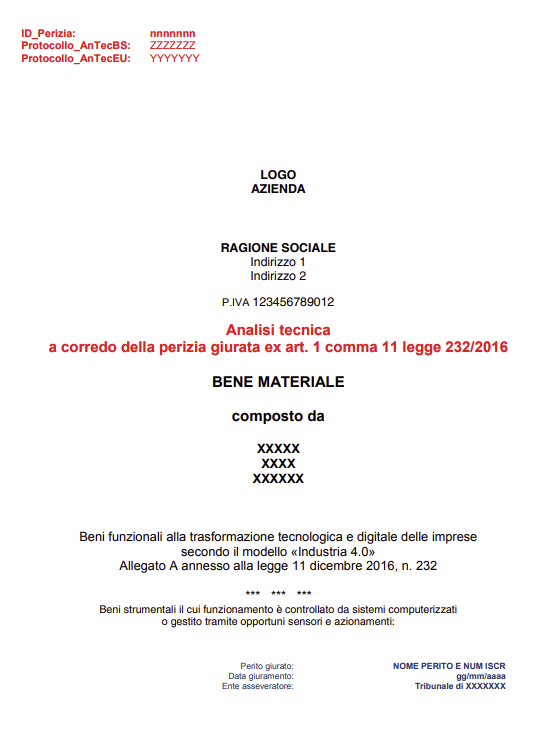 ID_Perizia: nnnnnnn
Protocollo_AnTecBS: ZZZZZZZ
Protocollo_AnTecEU: YYYYYYY
LOGO
AZIENDA
RAGIONE SOCIALE
Indirizzo 1
Indirizzo 2
P.IVA 123456789012
Analisi tecnica
a corredo della perizia giurata ex art. 1 comma 11 legge 232/2016
BENE MATERIALE
composto da
XXXXX
XXXX
XXXXXX
Beni funzionali alla trasformazione tecnologica e digitale delle imprese
secondo il modello «Industria 4.0»
Allegato A annesso alla legge 11 dicembre 2016, n. 232
*** *** ***
Beni strumentali il cui funzionamento è controllato da sistemi computerizzati
o gestito tramite opportuni sensori e azionamenti:
Perito giurato: NOME PERITO E NUM ISCR
Data giuramento: gg/mm/aaaa
Ente asseveratore: Tribunale di XXXXXXX